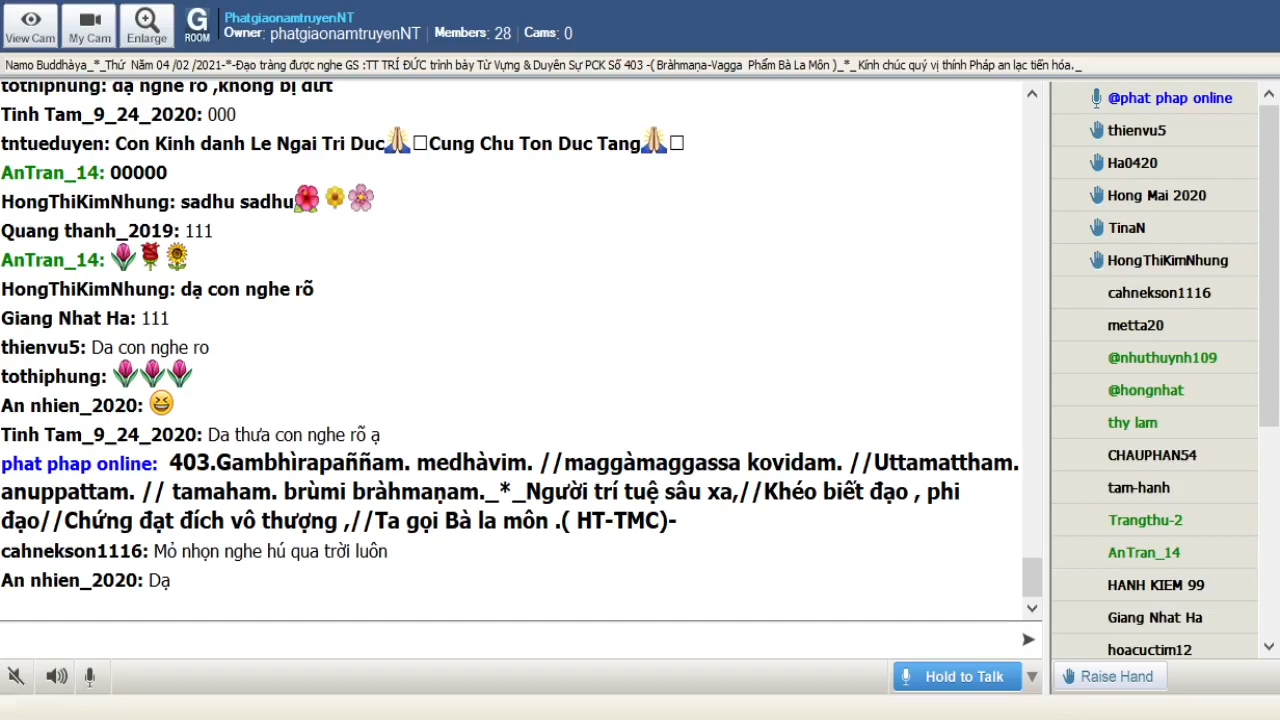 PhatgiaonamtruyenNT
View Cam
My Cam
Enlarge
G
ROOM
Owner: phatgiaonamtruyenNT | Members: 28 | Cams: 0
Namo Buddhàya_*_Thứ Năm 04 /02 /2021-*-Đạo tràng được nghe GS :TT TRÍ ĐỨC trình bày Từ Vựng & Duyên Sự PCK Số 403 -( Bràhmaṇa-Vagga Phẩm Bà La Môn )_*_ Kính chúc quý vị thính Pháp an lạc tiến hóa._
tothiphung: dạ nghe rõ ,không bị dứt
Tinh Tam_9_24_2020: 000
tntueduyen: Con Kinh danh Le Ngai Tri Duc🙏□Cung Chu Ton Duc Tang🙏□
AnTran_14: 00000
HongThiKimNhung: sadhu sadhu🌺🌼🌸
Quang thanh_2019: 111
AnTran_14: 🌷🌹🌻
HongThiKimNhung: dạ con nghe rõ
Giang Nhat Ha: 111
thienvu5: Da con nghe ro
tothiphung: 🌷🌷🌷
An nhien_2020: 😆
Tinh Tam_9_24_2020: Da thưa con nghe rõ ạ
phat phap online: 403.Gambhìrapaññam. medhàvim. //maggàmaggassa kovidam. //Uttamattham.
anuppattam. // tamaham. brùmi bràhmaṇam._*_Người trí tuệ sâu xa,//Khéo biết đạo , phi
đạo//Chứng đạt đích vô thượng ,//Ta gọi Bà la môn .( HT-TMC)-
cahnekson1116: Mỏ nhọn nghe hú qua trời luôn
An nhien_2020: Dạ
@phat phap online
thienvu5
Ha0420
Hong Mai 2020
TinaN
HongThiKimNhung
cahnekson1116
metta20
@nhuthuynh109
@hongnhat
thy lam
CHAUPHAN54
tam-hanh
Trangthu-2
AnTran_14
HANH KIEM 99
Giang Nhat Ha
hoacuctim12
Hold to Talk
Raise Hand